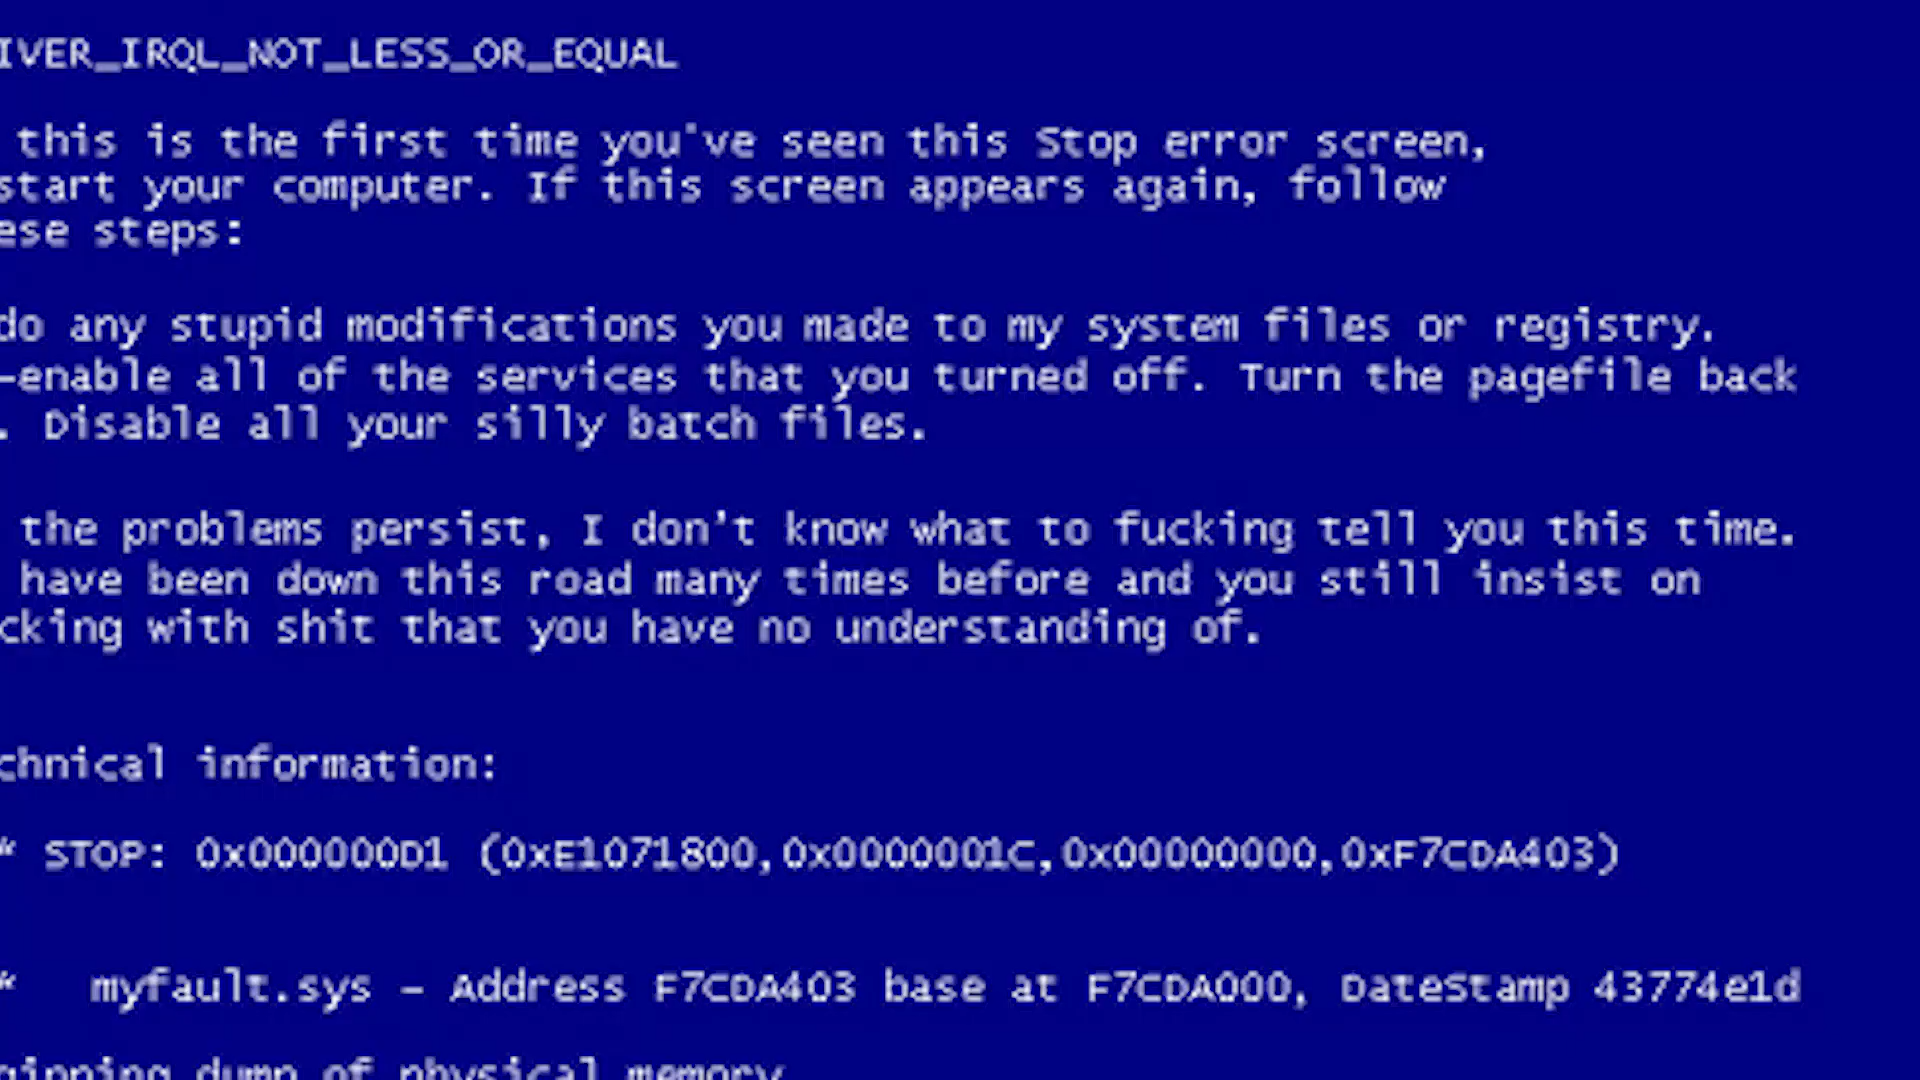 IVER_IRQL_NOT_LESS_OR_EQUAL
this is the first time you've seen this Stop error screen,
start your computer. If this screen appears again, follow
ese steps:
do any stupid modifications you made to my system files or registry.
-enable all of the services that you turned off. Turn the pagefile back
. Disable all your silly batch files.
the problems persist, I don't know what to fucking tell you this time.
have been down this road many times before and you still insist on
cking with shit that you have no understanding of.
chnical information:
* STOP: 0x000000D1 (0xE1071800,0x0000001C,0x00000000,0xF7CDA403)
* myfault.sys - Address F7CDA403 base at F7CDA000, DateStamp 43774e1d
ginning dump of physical memory